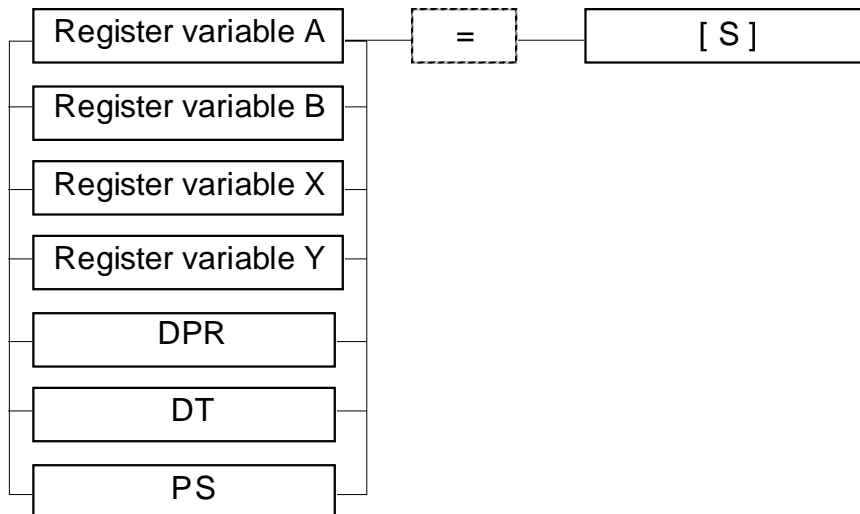 Register variable A = [ S ]
Register variable B
Register variable X
Register variable Y
DPR
DT
PS